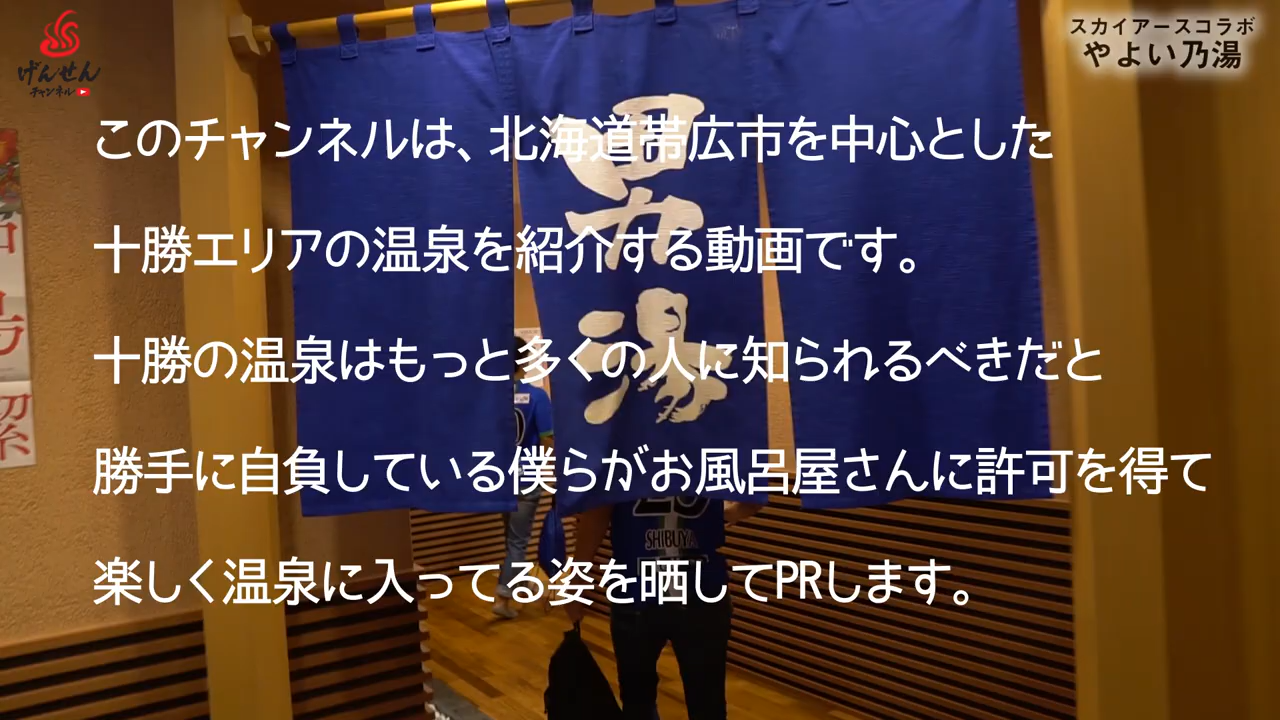 げんせん
チャンネル
スカイアースコラボ
やよい乃湯
このチャンネルは、北海道帯広市を中心とした
十勝エリアの温泉を紹介する動画です。
十勝の温泉はもっと多くの人に知られるべきだと
勝手に自負している僕らがお風呂屋さんに許可を得て
楽しく温泉に入ってる姿を晒してPRします。
男湯
SHIBUYA